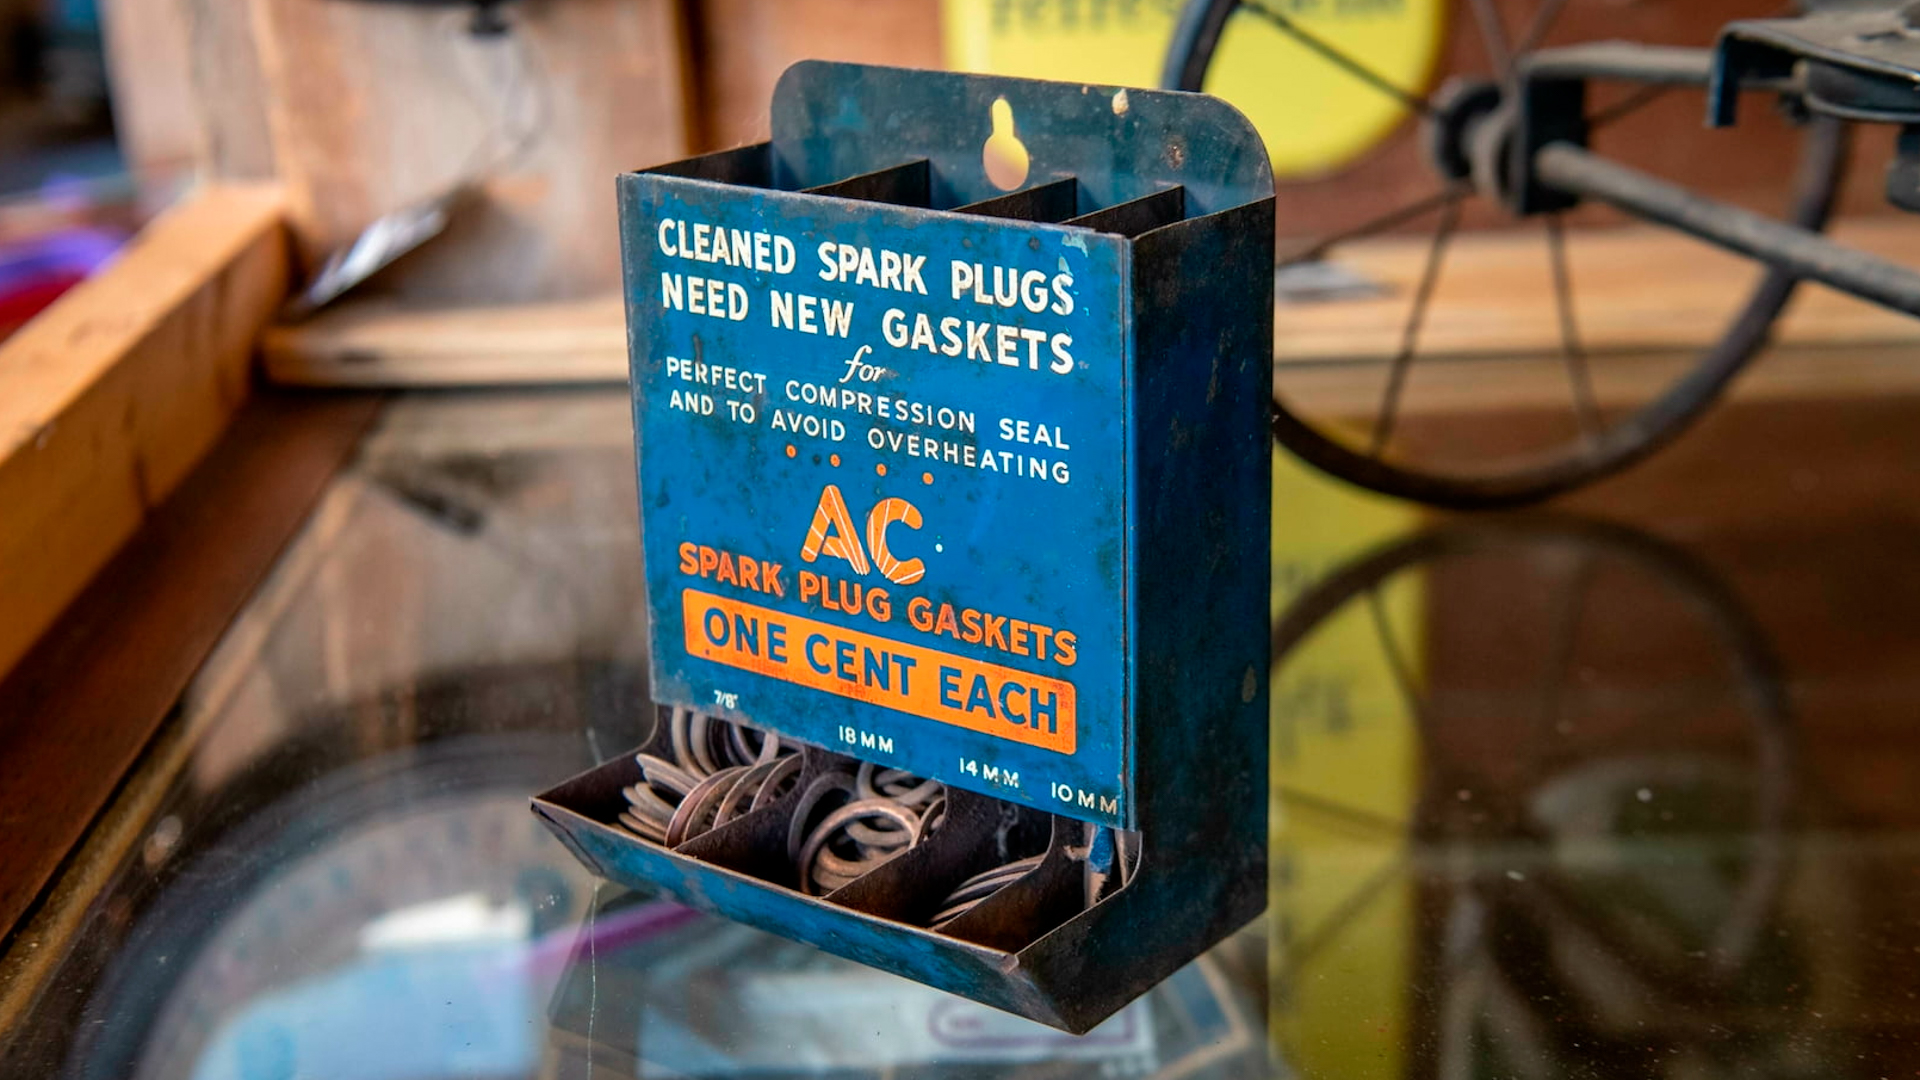 CLEANED SPARK PLUGS
NEED NEW GASKETS
for
PERFECT COMPRESSION SEAL
AND TO AVOID OVERHEATING
AC
SPARK PLUG GASKETS
ONE CENT EACH
7/8"
18 MM
14 MM
10 MM